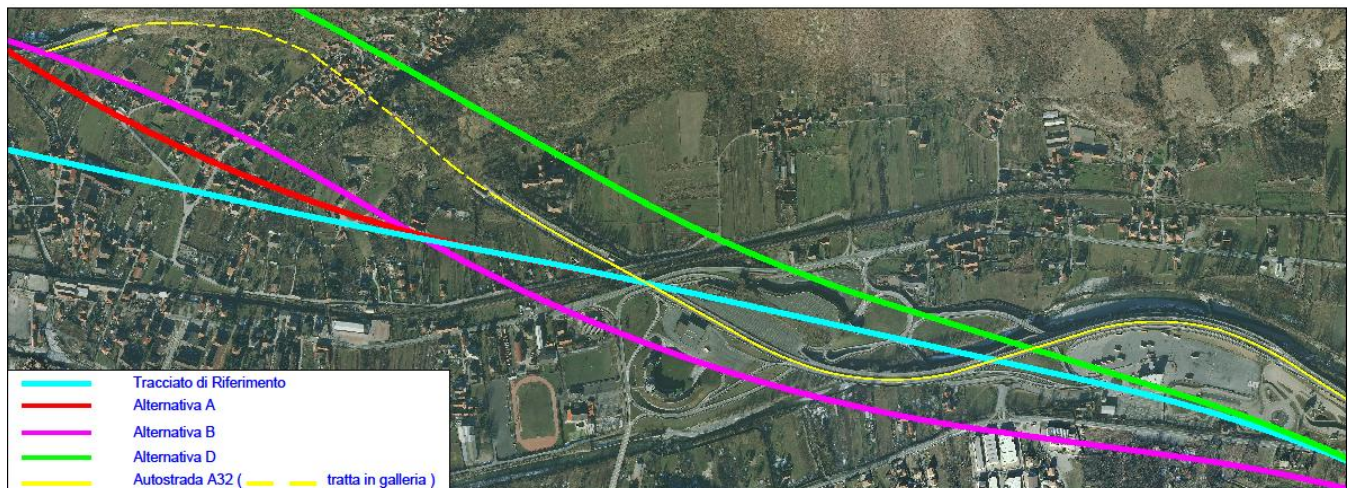 Tracciato di Riferimento
Alternativa A
Alternativa B
Alternativa D
Autostrada A32 ( tratta in galleria )